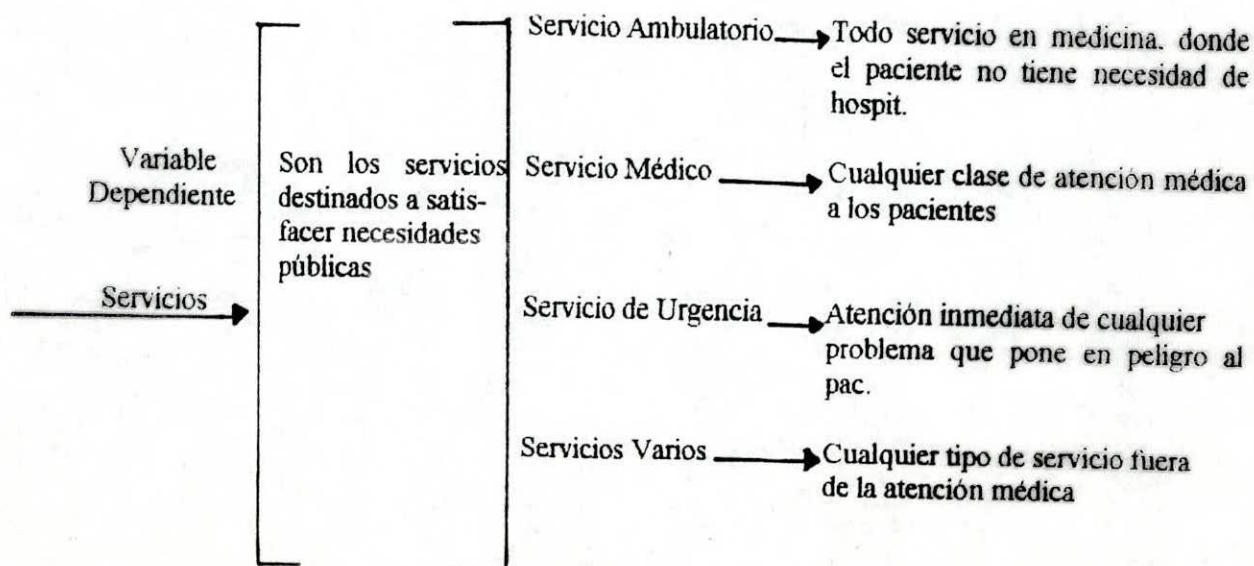 Variable
Dependiente
Servicios
Son los servicios
destinados a satis-
facer necesidades
públicas
Servicio Ambulatorio
Todo servicio en medicina. donde
el paciente no tiene necesidad de
hospit.
Servicio Médico
Cualquier clase de atención médica
a los pacientes
Servicio de Urgencia
Atención inmediata de cualquier
problema que pone en peligro al
pac.
Servicios Varios
Cualquier tipo de servicio fuera
de la atención médica